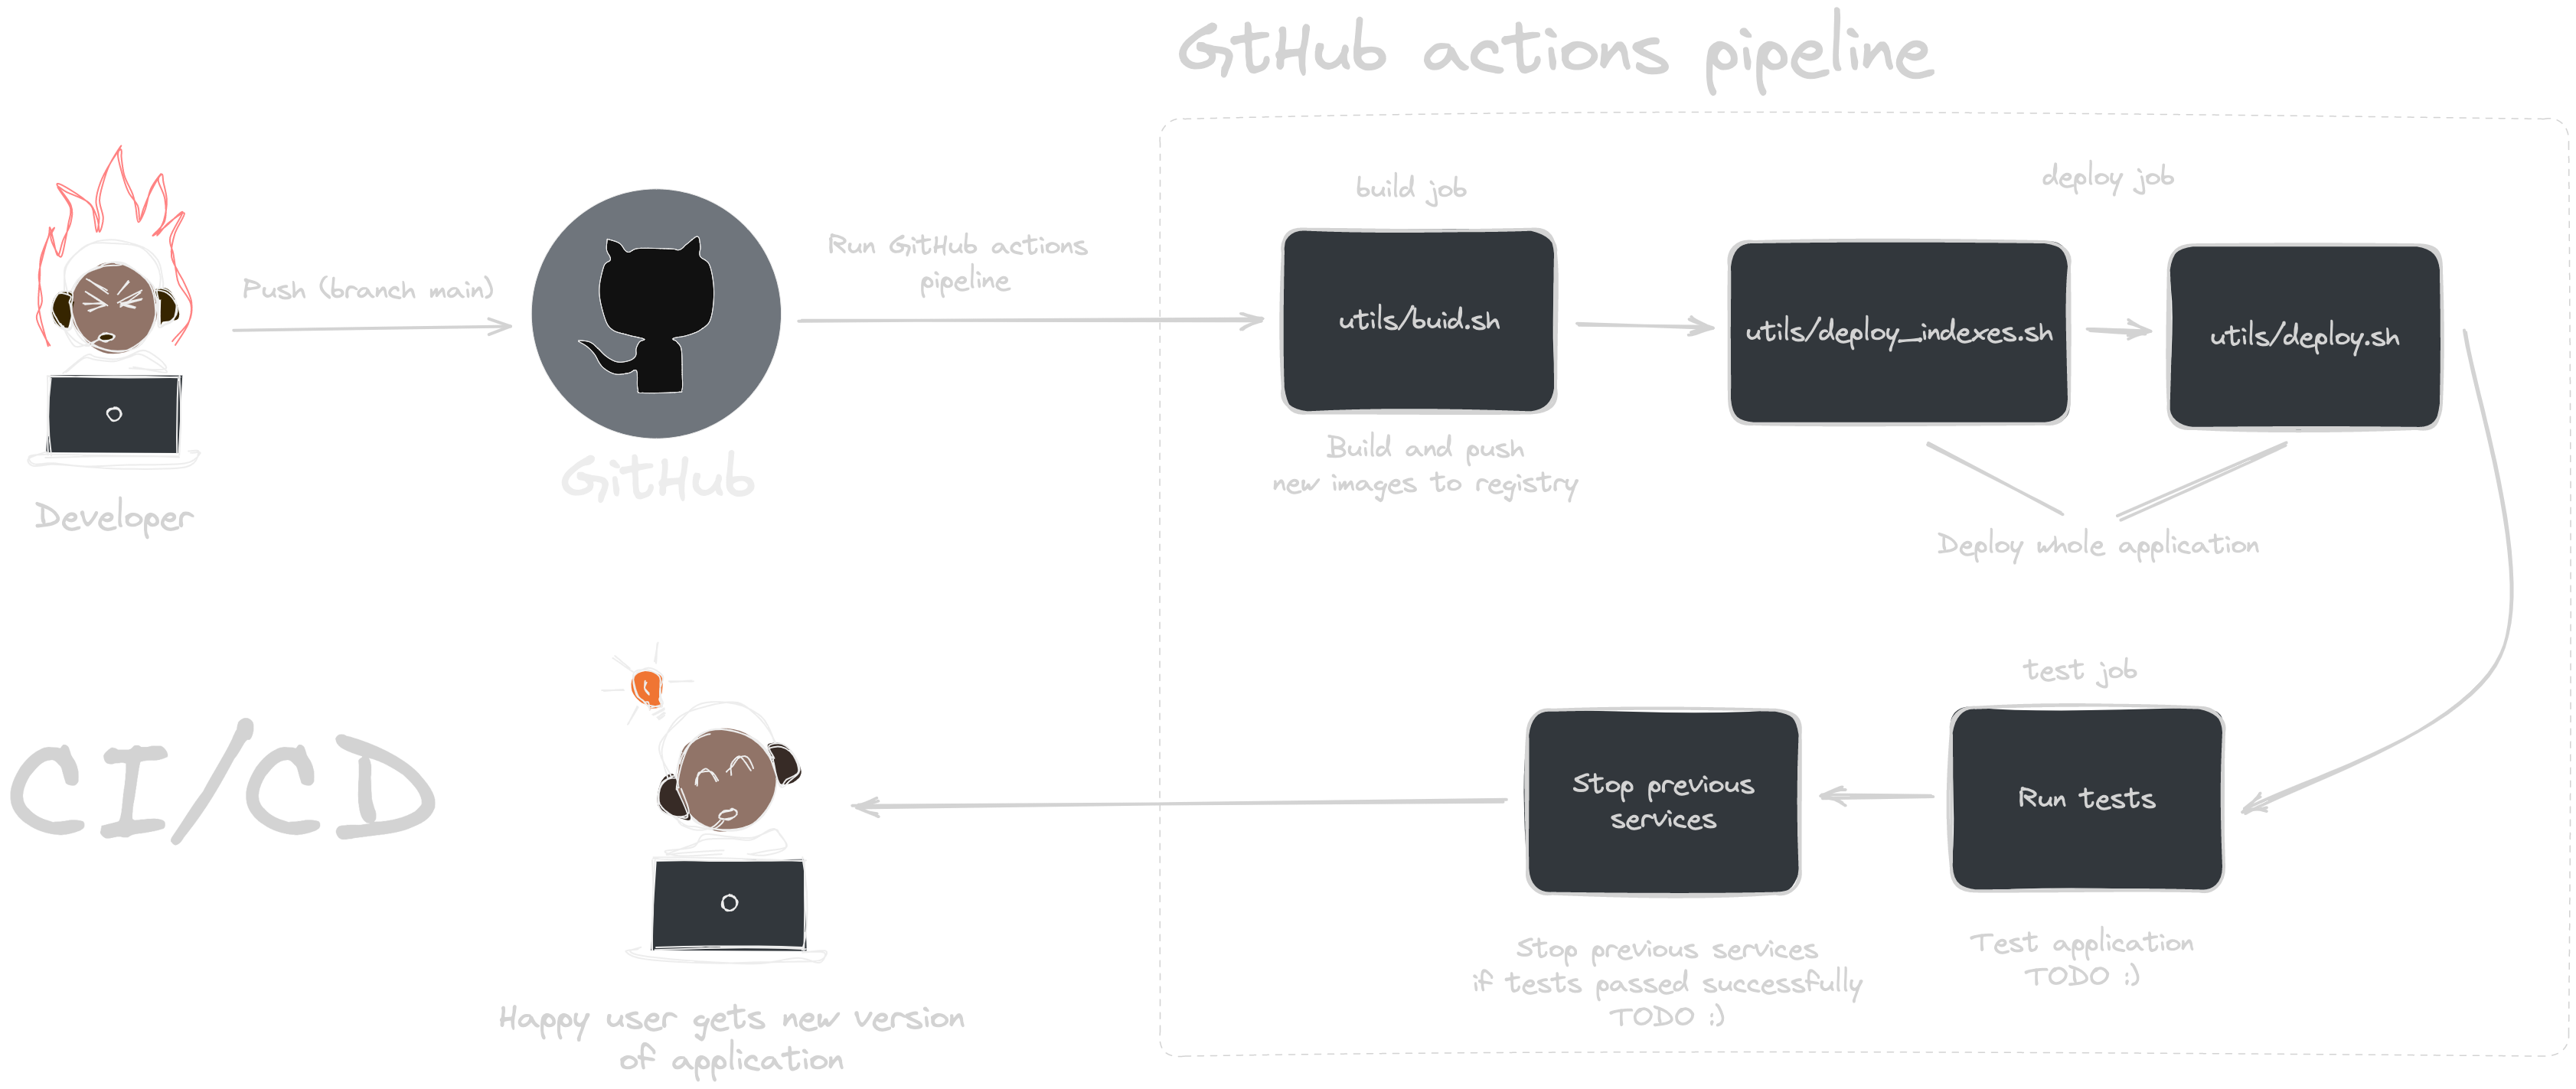 GitHub actions pipeline
build job
deploy job
Push (branch main)
Run GitHub actions
pipeline
utils/buid.sh
utils/deploy_indexes.sh
utils/deploy.sh
Build and push
new images to registry
GitHub
Developer
Deploy whole application
test job
CI/CD
Stop previous
services
Run tests
Stop previous services
if tests passed successfully
TODO :)
Test application
TODO :)
Happy user gets new version
of application